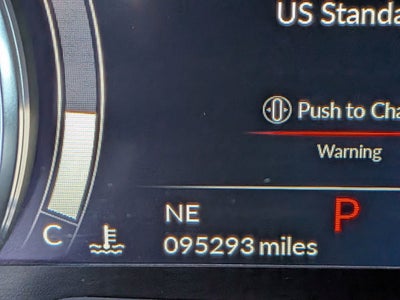 US Standa
Push to Cha
Warning
NE
P
095293 miles
C